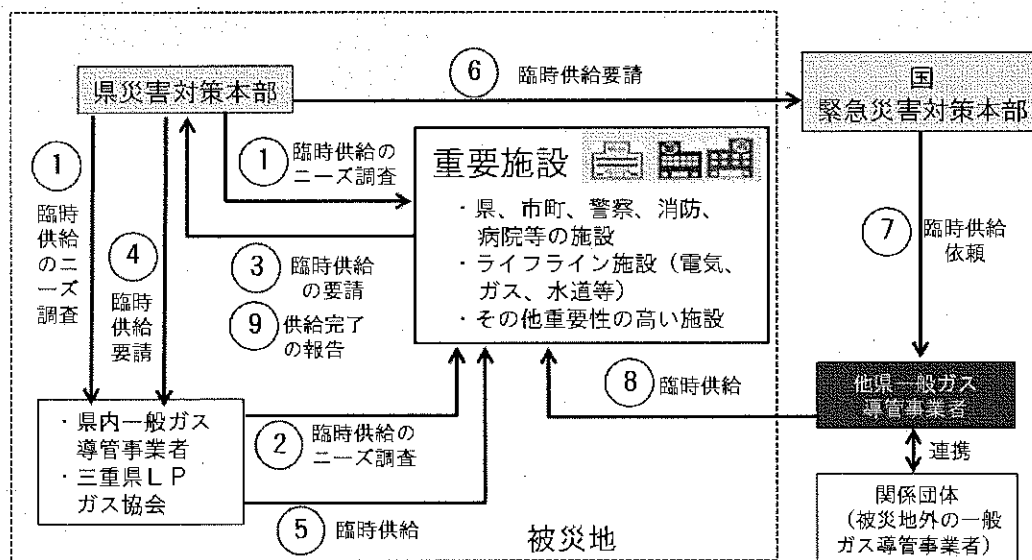 県災害対策本部
⑥ 臨時供給要請
国
緊急災害対策本部
①
臨時
供給
のニ
ーズ
調査
④
臨時
供給
要請
① 臨時供給の
ニーズ調査
③ 臨時供給
の要請
⑨ 供給完了
の報告
重要施設
・県、市町、警察、消防、
病院等の施設
・ライフライン施設（電気、
ガス、水道等）
・その他重要性の高い施設
⑦ 臨時供給
依頼
・県内一般ガス
導管事業者
・三重県ＬＰ
ガス協会
② 臨時供給の
ニーズ調査
⑤ 臨時供給
⑧ 臨時供給
他県一般ガス
導管事業者
連携
関係団体
（被災地外の一般
ガス導管事業者）
被災地